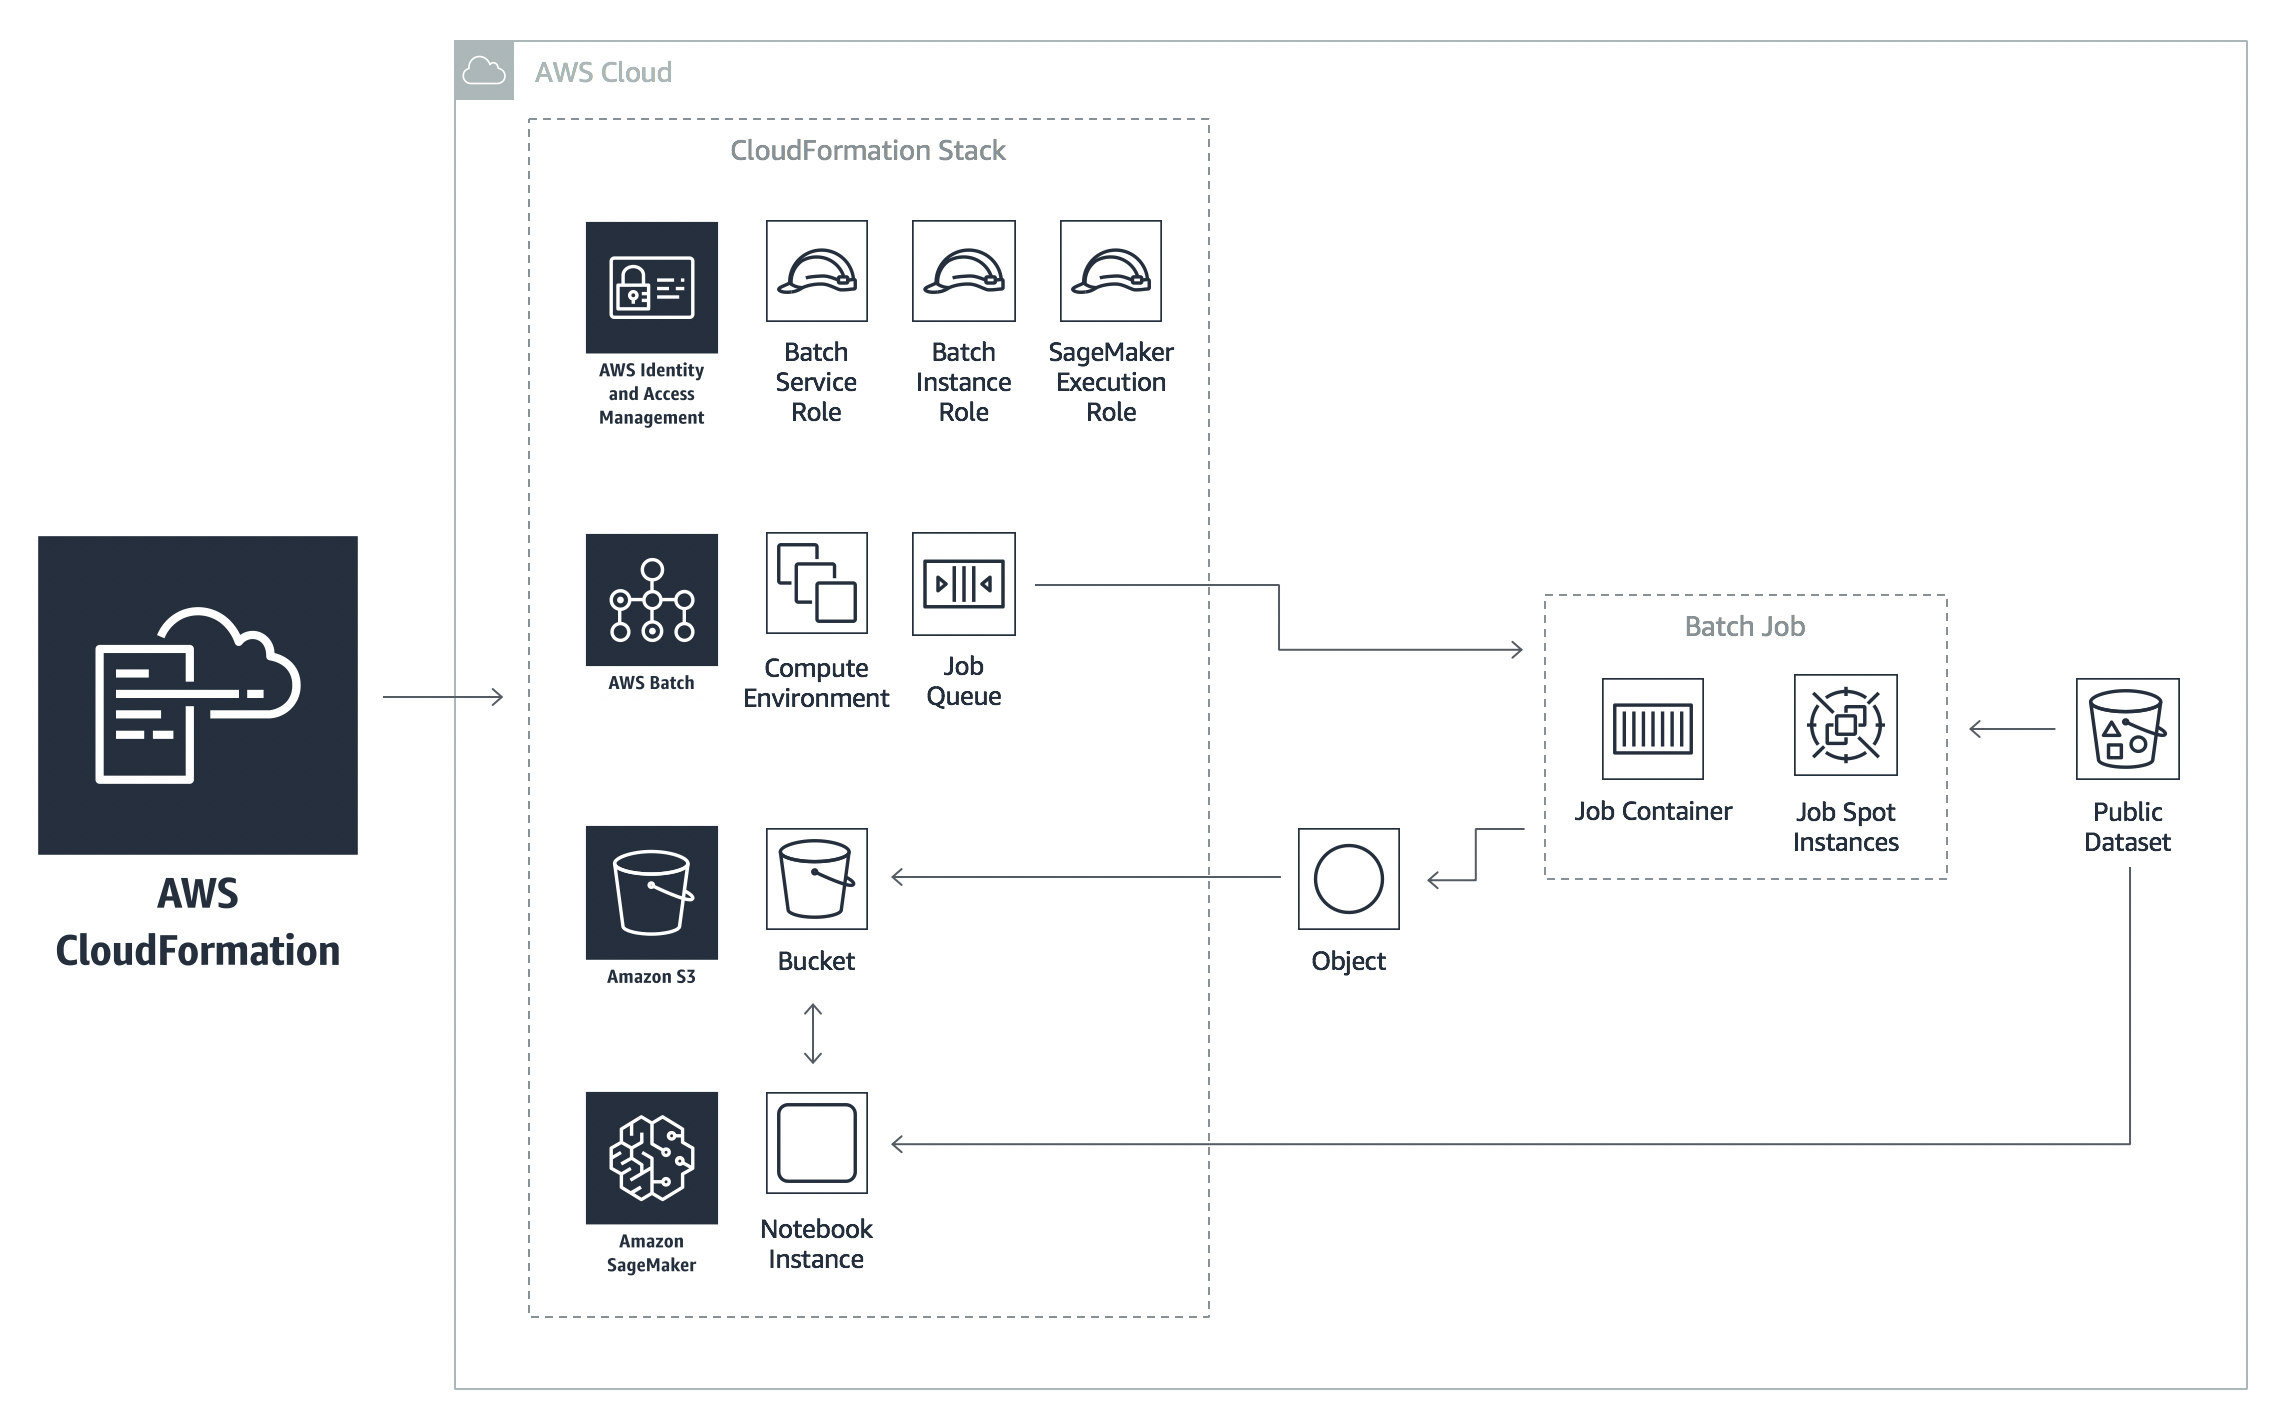 AWS Cloud
CloudFormation Stack
AWS Identity
and Access
Management
Batch
Service
Role
Batch
Instance
Role
SageMaker
Execution
Role
AWS
CloudFormation
AWS Batch
Compute
Environment
Job
Queue
Batch Job
Job Container
Job Spot
Instances
Public
Dataset
Amazon S3
Bucket
Object
Amazon
SageMaker
Notebook
Instance